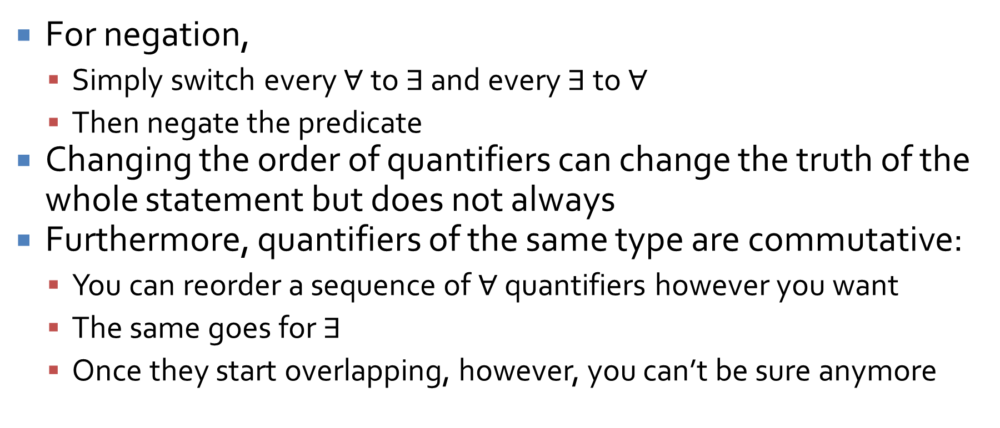 For negation,
Simply switch every ∀ to ∃ and every ∃ to ∀
Then negate the predicate
Changing the order of quantifiers can change the truth of the
whole statement but does not always
Furthermore, quantifiers of the same type are commutative:
You can reorder a sequence of ∀ quantifiers however you want
The same goes for ∃
Once they start overlapping, however, you can’t be sure anymore